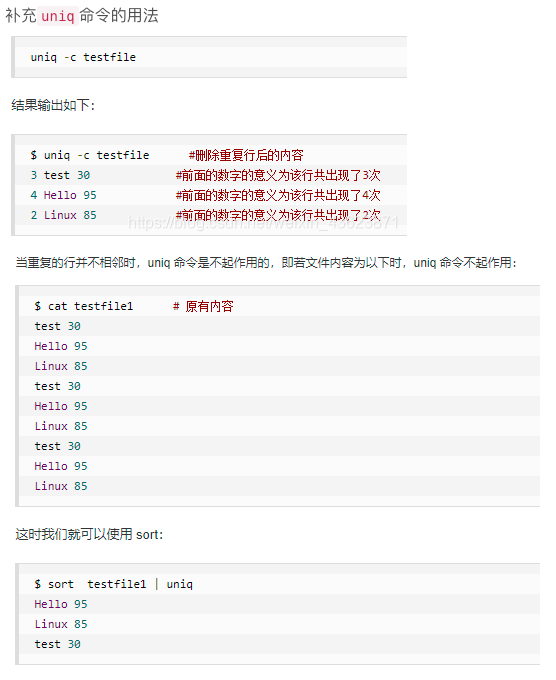 补充uniq命令的用法
uniq -c testfile
结果输出如下：
$ uniq -c testfile      #删除重复行后的内容
3 test 30             #前面的数字的意义为该行共出现了3次
4 Hello 95            #前面的数字的意义为该行共出现了4次
2 Linux 85            #前面的数字的意义为该行共出现了2次
当重复的行并不相邻时，uniq 命令是不起作用的，即若文件内容为以下时，uniq 命令不起作用：
$ cat testfile1      # 原有内容
test 30
Hello 95
Linux 85
test 30
Hello 95
Linux 85
test 30
Hello 95
Linux 85
这时我们就可以使用 sort：
$ sort  testfile1 | uniq
Hello 95
Linux 85
test 30